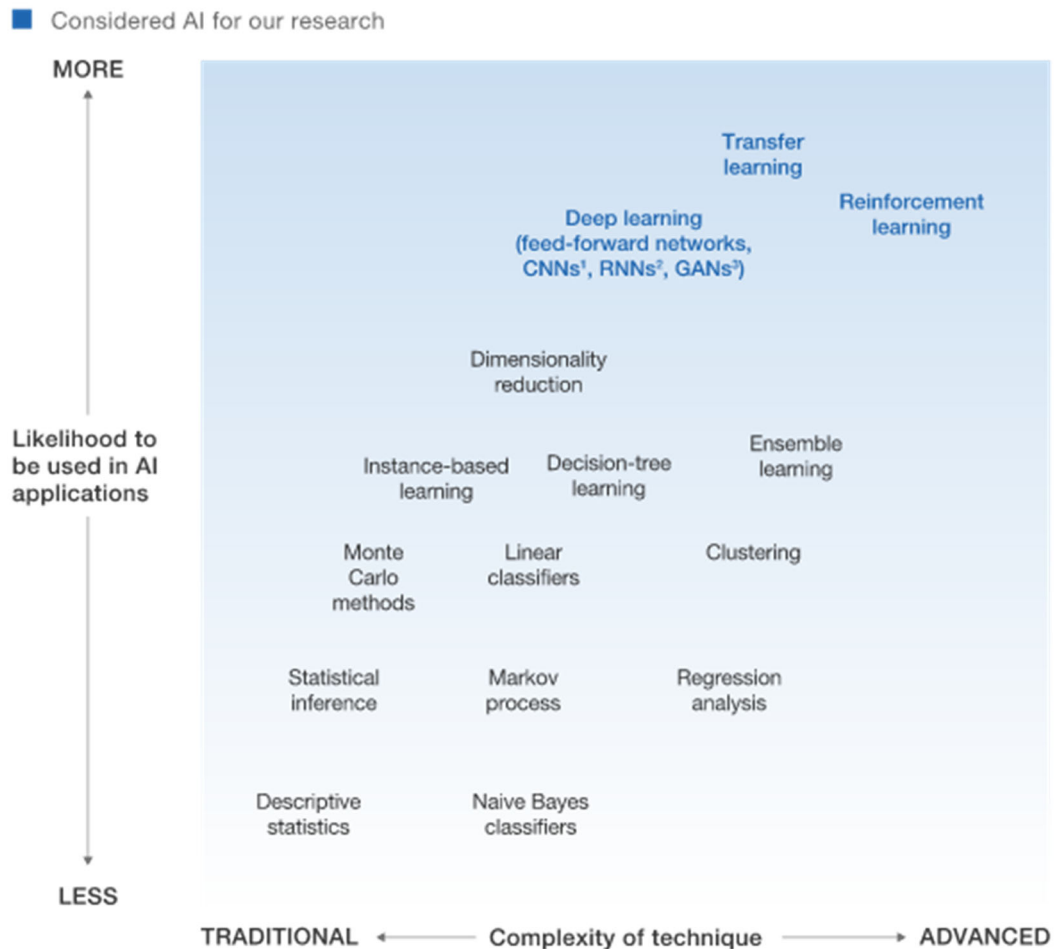 Considered AI for our research
MORE
Transfer
learning
Reinforcement
learning
Deep learning
(feed-forward networks,
CNNs¹, RNNs², GANs³)
Dimensionality
reduction
Likelihood to
be used in AI
applications
Ensemble
learning
Instance-based
learning
Decision-tree
learning
Monte
Carlo
methods
Linear
classifiers
Clustering
Statistical
inference
Markov
process
Regression
analysis
Descriptive
statistics
Naive Bayes
classifiers
LESS
TRADITIONAL
Complexity of technique
ADVANCED